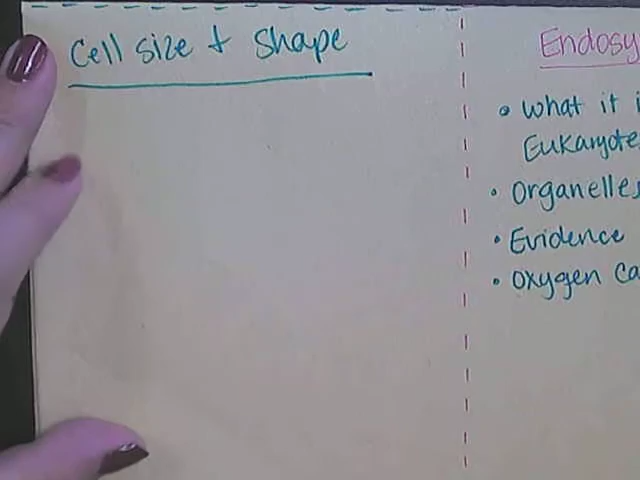 Cell size + shape
Endosy
• What it i
Eukaryote
• Organelles
• Evidence
• Oxygen Ca